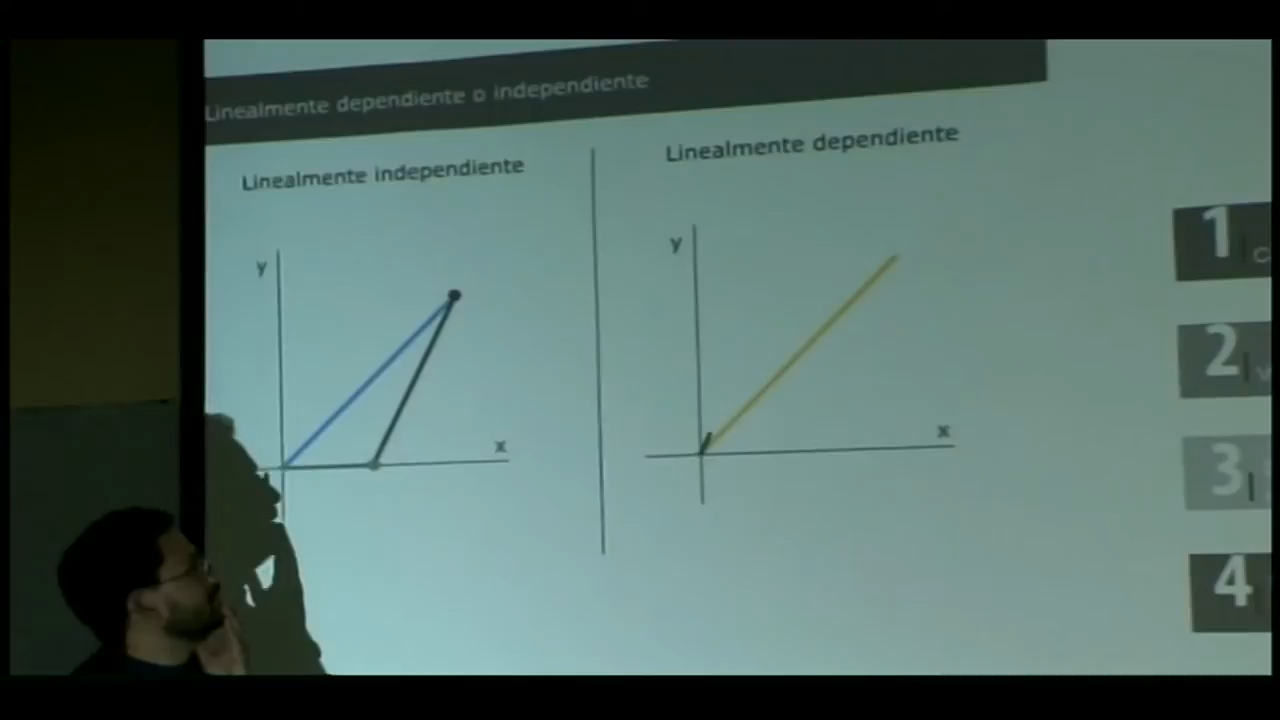 Linealmente dependiente o independiente
Linealmente independiente
Linealmente dependiente
y
x
y
x
1
2
3
4